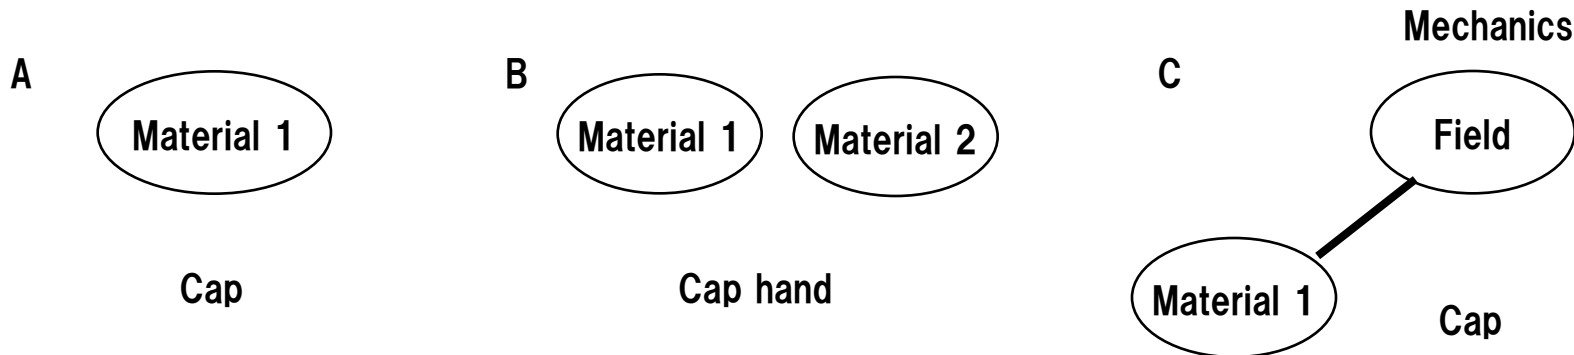 Mechanics
A
B
C
Material 1
Material 1
Material 2
Field
Cap
Cap hand
Material 1
Cap